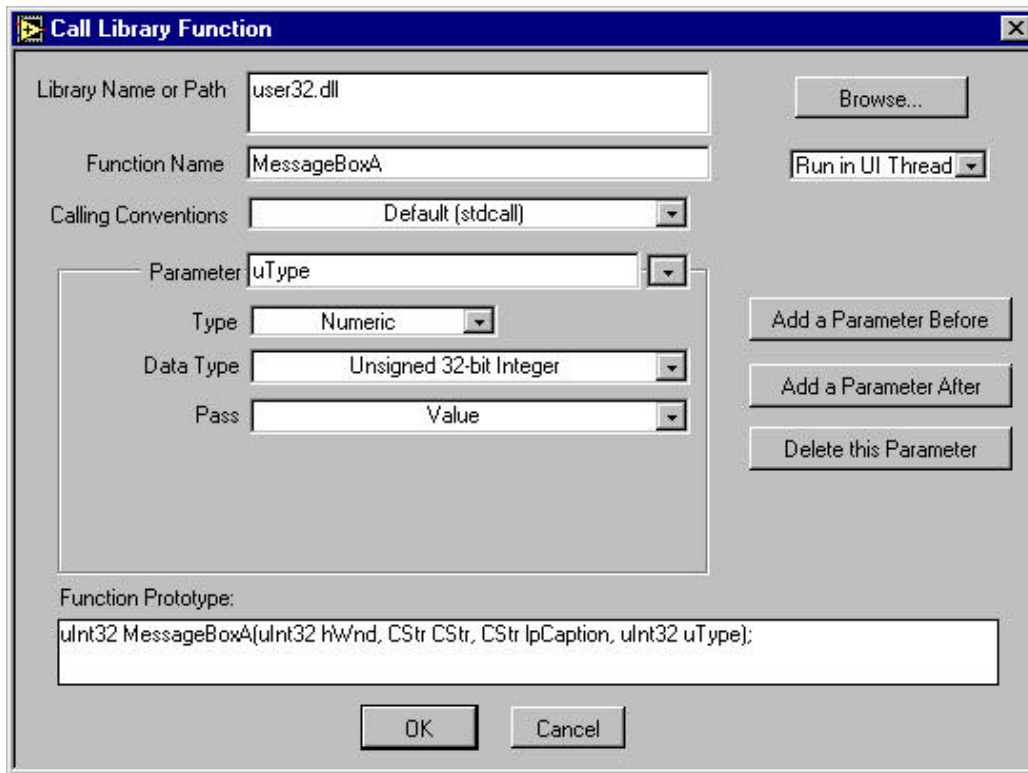 Call Library Function
Library Name or Path user32.dll Browse...
Function Name MessageBoxA Run in UI Thread
Calling Conventions Default (stdcall)
Parameter uType
Type Numeric Add a Parameter Before
Data Type Unsigned 32-bit Integer
Add a Parameter After
Pass Value
Delete this Parameter
Function Prototype:
uInt32 MessageBoxA(uInt32 hWnd, CStr CStr, CStr lpCaption, uInt32 uType);
OK Cancel